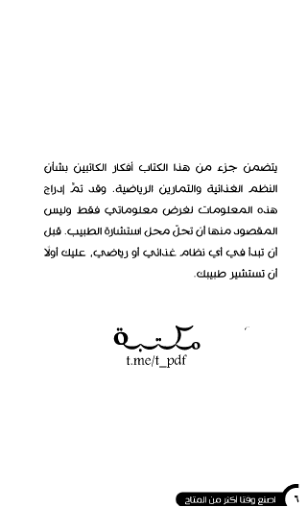 يتضمن جزء من هذا الكتاب أفكار الكاتبين بشأن
النظم الغذائية والتمارين الرياضية. وقد تمَّ إدراج
هذه المعلومات لغرض معلوماتي فقط وليس
المقصود منها أن تحلّ محل استشارة الطبيب. قبل
أن تبدأ في أي نظام غذائي أو رياضي، عليك أولًا
أن تستشير طبيبك.
مكتبة
t.me/t_pdf
٦ اصنع وقتا أكثر من المتاح